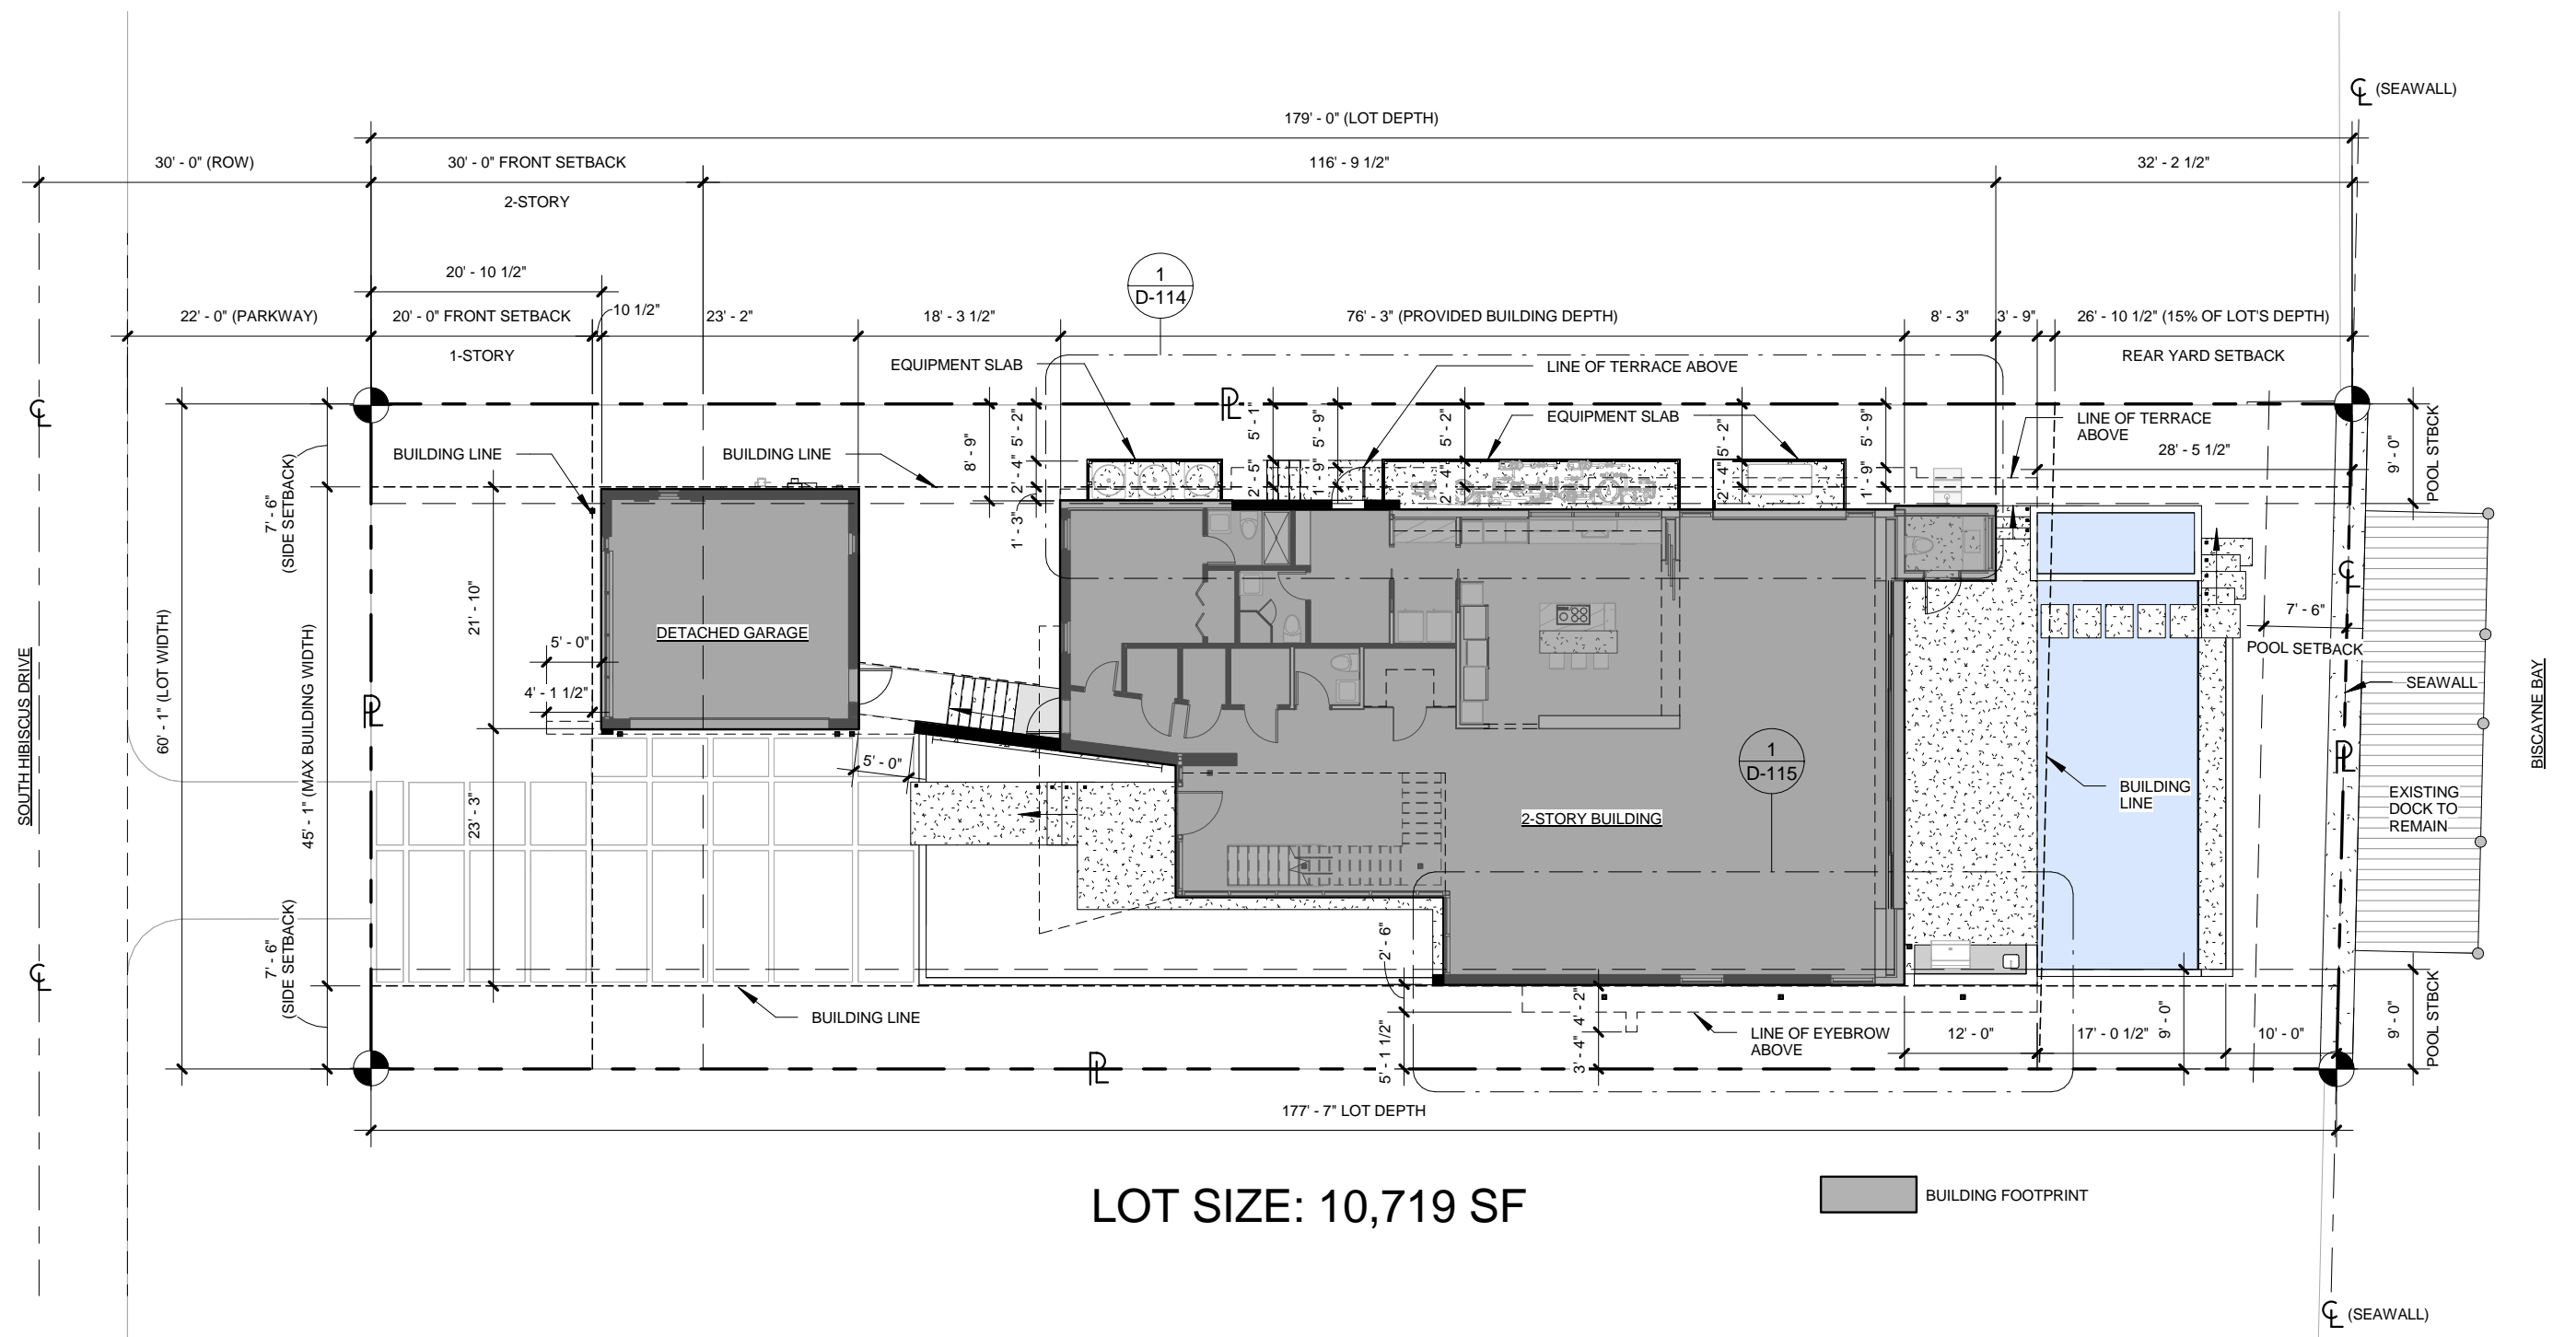 ℄ (SEAWALL)
179' - 0" (LOT DEPTH)
30' - 0" (ROW)
30' - 0" FRONT SETBACK
116' - 9 1/2"
32' - 2 1/2"
2-STORY
1
D-114
20' - 10 1/2"
22' - 0" (PARKWAY)
20' - 0" FRONT SETBACK
10 1/2"
23' - 2"
18' - 3 1/2"
76' - 3" (PROVIDED BUILDING DEPTH)
8' - 3"
3' - 9"
26' - 10 1/2" (15% OF LOT'S DEPTH)
1-STORY
REAR YARD SETBACK
EQUIPMENT SLAB
LINE OF TERRACE ABOVE
EQUIPMENT SLAB
LINE OF TERRACE
ABOVE
28' - 5 1/2"
9' - 0"
POOL STBCK
BUILDING LINE
BUILDING LINE
8' - 9"
5' - 2"
2' - 4"
1' - 3"
5' - 1"
2' - 5"
5' - 9"
5' - 2"
2' - 4"
5' - 2"
2' - 4"
5' - 9"
1' - 9"
7' - 6"
(SIDE SETBACK)
21' - 10"
DETACHED GARAGE
5' - 0"
4' - 1 1/2"
7' - 6"
POOL SETBACK
SEAWALL
SOUTH HIBISCUS DRIVE
60' - 1" (LOT WIDTH)
45' - 1" (MAX BUILDING WIDTH)
23' - 3"
5' - 0"
1
D-115
2-STORY BUILDING
BUILDING
LINE
EXISTING
DOCK TO
REMAIN
BISCAYNE BAY
7' - 6"
(SIDE SETBACK)
2' - 6"
BUILDING LINE
5' - 1 1/2"
4' - 2"
3' - 4"
LINE OF EYEBROW
ABOVE
12' - 0"
17' - 0 1/2"
9' - 0"
10' - 0"
9' - 0"
POOL STBCK
177' - 7" LOT DEPTH
LOT SIZE: 10,719 SF
BUILDING FOOTPRINT
℄ (SEAWALL)